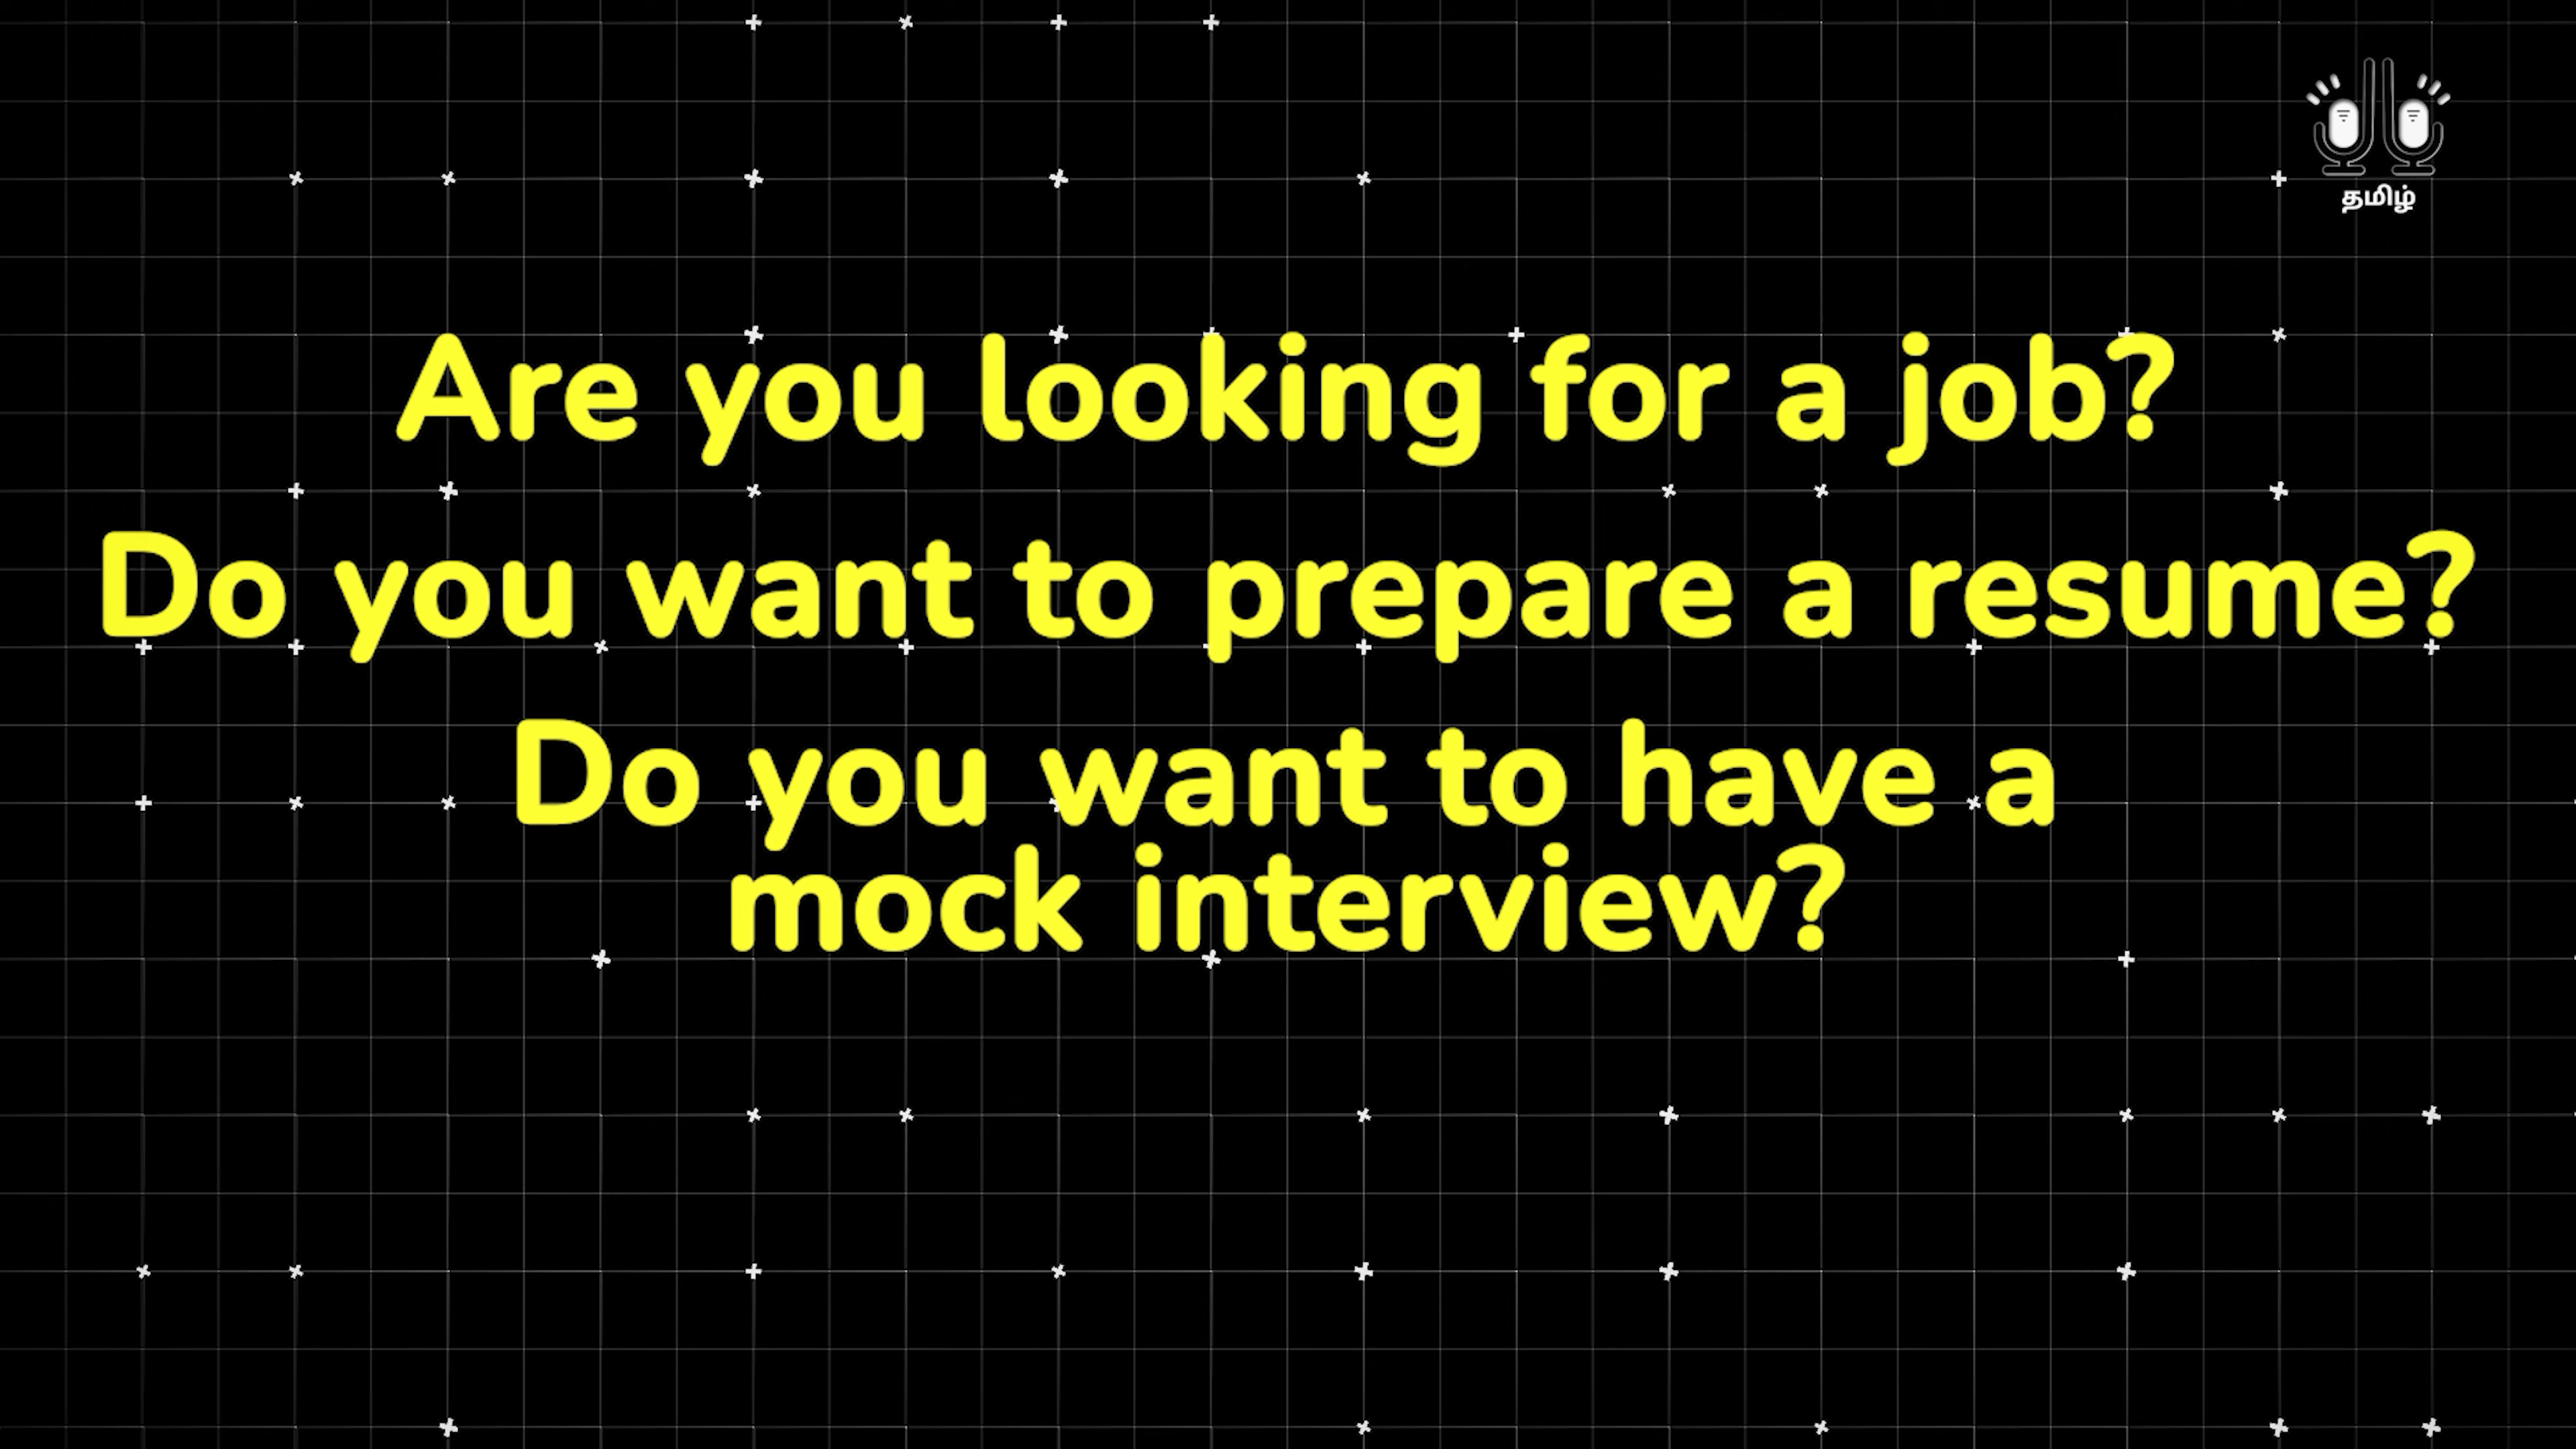 தமிழ்
Are you looking for a job?
Do you want to prepare a resume?
Do you want to have a
mock interview?